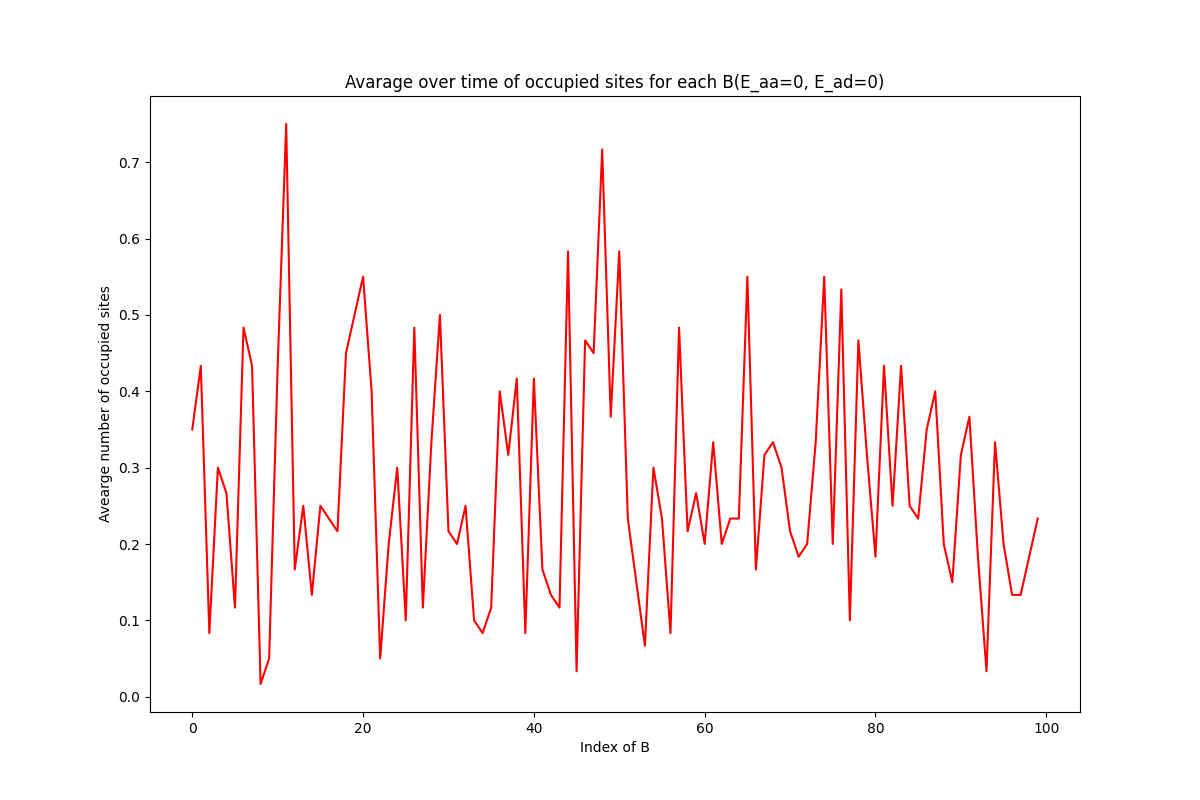 Avarage over time of occupied sites for each B(E_aa=0, E_ad=0)
Avearge number of occupied sites
0.7
0.6
0.5
0.4
0.3
0.2
0.1
0.0
0 20 40 60 80 100
Index of B